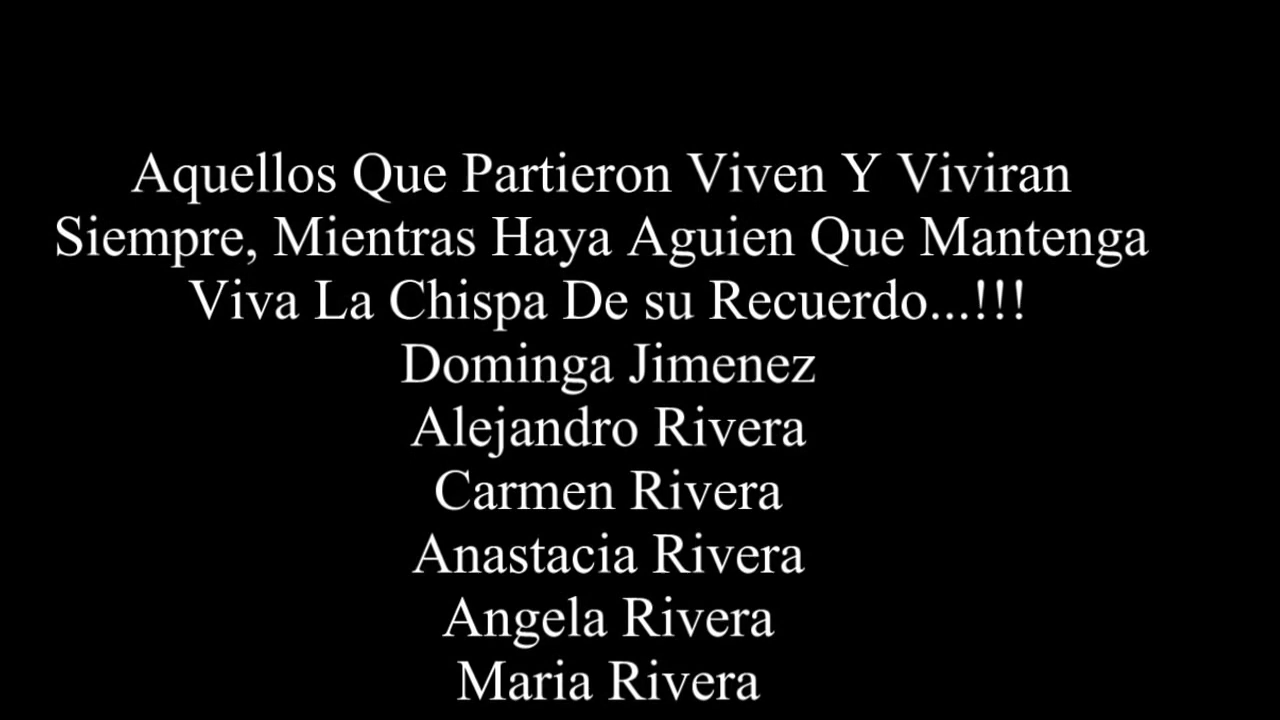 Aquellos Que Partieron Viven Y Viviran
Siempre, Mientras Haya Aguien Que Mantenga
Viva La Chispa De su Recuerdo...!!!
Dominga Jimenez
Alejandro Rivera
Carmen Rivera
Anastacia Rivera
Angela Rivera
Maria Rivera